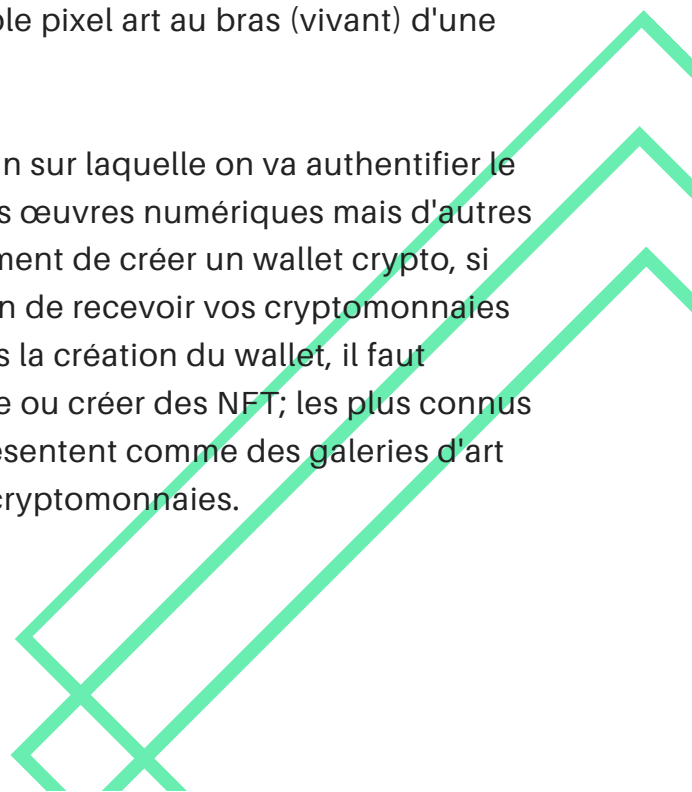 ple pixel art au bras (vivant) d'une
n sur laquelle on va authentifier le
s œuvres numériques mais d'autres
ment de créer un wallet crypto, si
n de recevoir vos cryptomonnaies
s la création du wallet, il faut
e ou créer des NFT; les plus connus
ésentent comme des galeries d'art
cryptomonnaies.